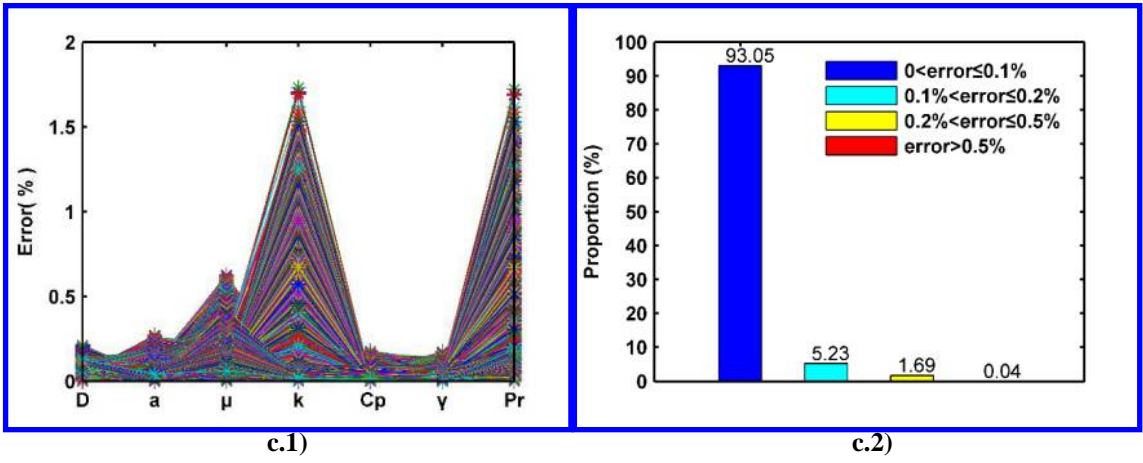 2
1.5
1
0.5
0
Error( % )
D a μ k Cp γ Pr
c.1)
100
90
80
70
60
50
40
30
20
10
0
Proportion (%)
93.05
5.23
1.69
0.04
0<error≤0.1%
0.1%<error≤0.2%
0.2%<error≤0.5%
error>0.5%
c.2)